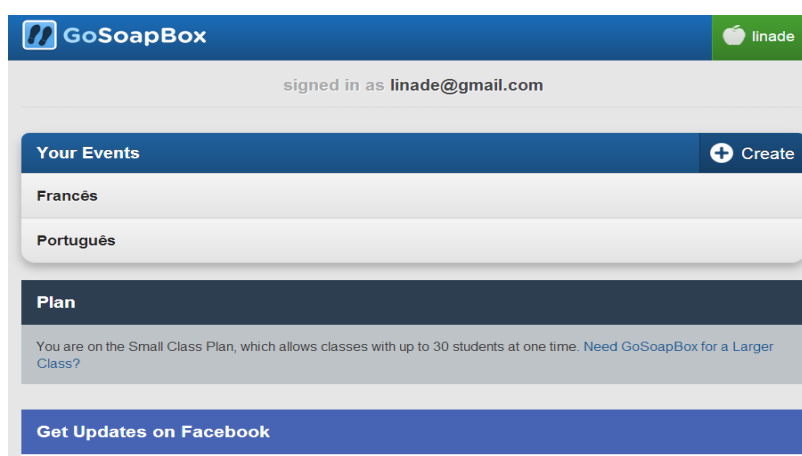 GoSoapBox
linade
signed in as linade@gmail.com
Your Events
Create
Francês
Português
Plan
You are on the Small Class Plan, which allows classes with up to 30 students at one time. Need GoSoapBox for a Larger
Class?
Get Updates on Facebook